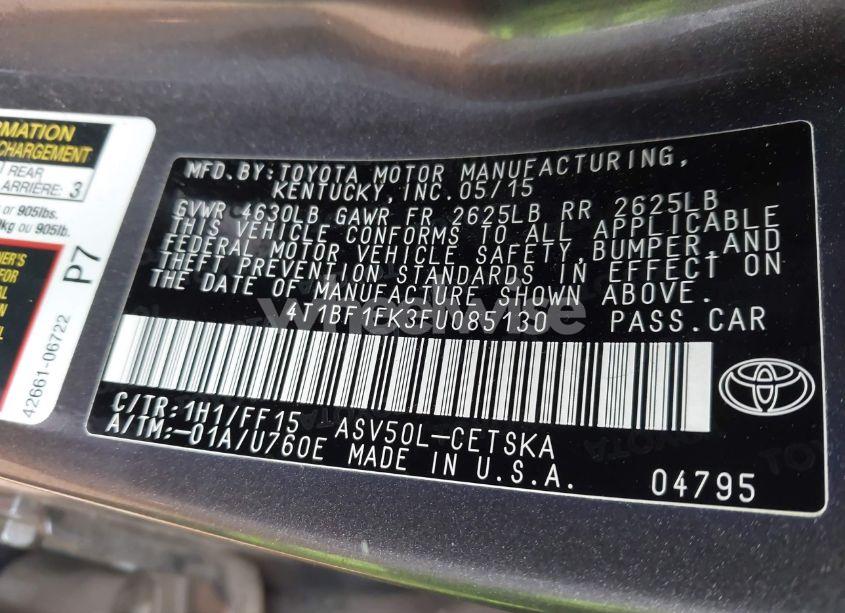 RMATION
CHARGEMENT
REAR
ARRIÈRE: 3
or 905lbs.
kg ou 905lb.
P7
42661-06722
MFD.BY:TOYOTA MOTOR MANUFACTURING,
KENTUCKY,INC.05/15
GVWR 4630LB GAWR FR 2625LB RR 2625LB
THIS VEHICLE CONFORMS TO ALL APPLICABLE
FEDERAL MOTOR VEHICLE SAFETY,BUMPER,AND
THEFT PREVENTION STANDARDS IN EFFECT ON
THE DATE OF MANUFACTURE SHOWN ABOVE.
4T1BF1FK3FU085130 PASS.CAR
C/TR:1H1/FF15 ASV50L-CETSKA
A/TM:-01A/U760E MADE IN U.S.A.
04795